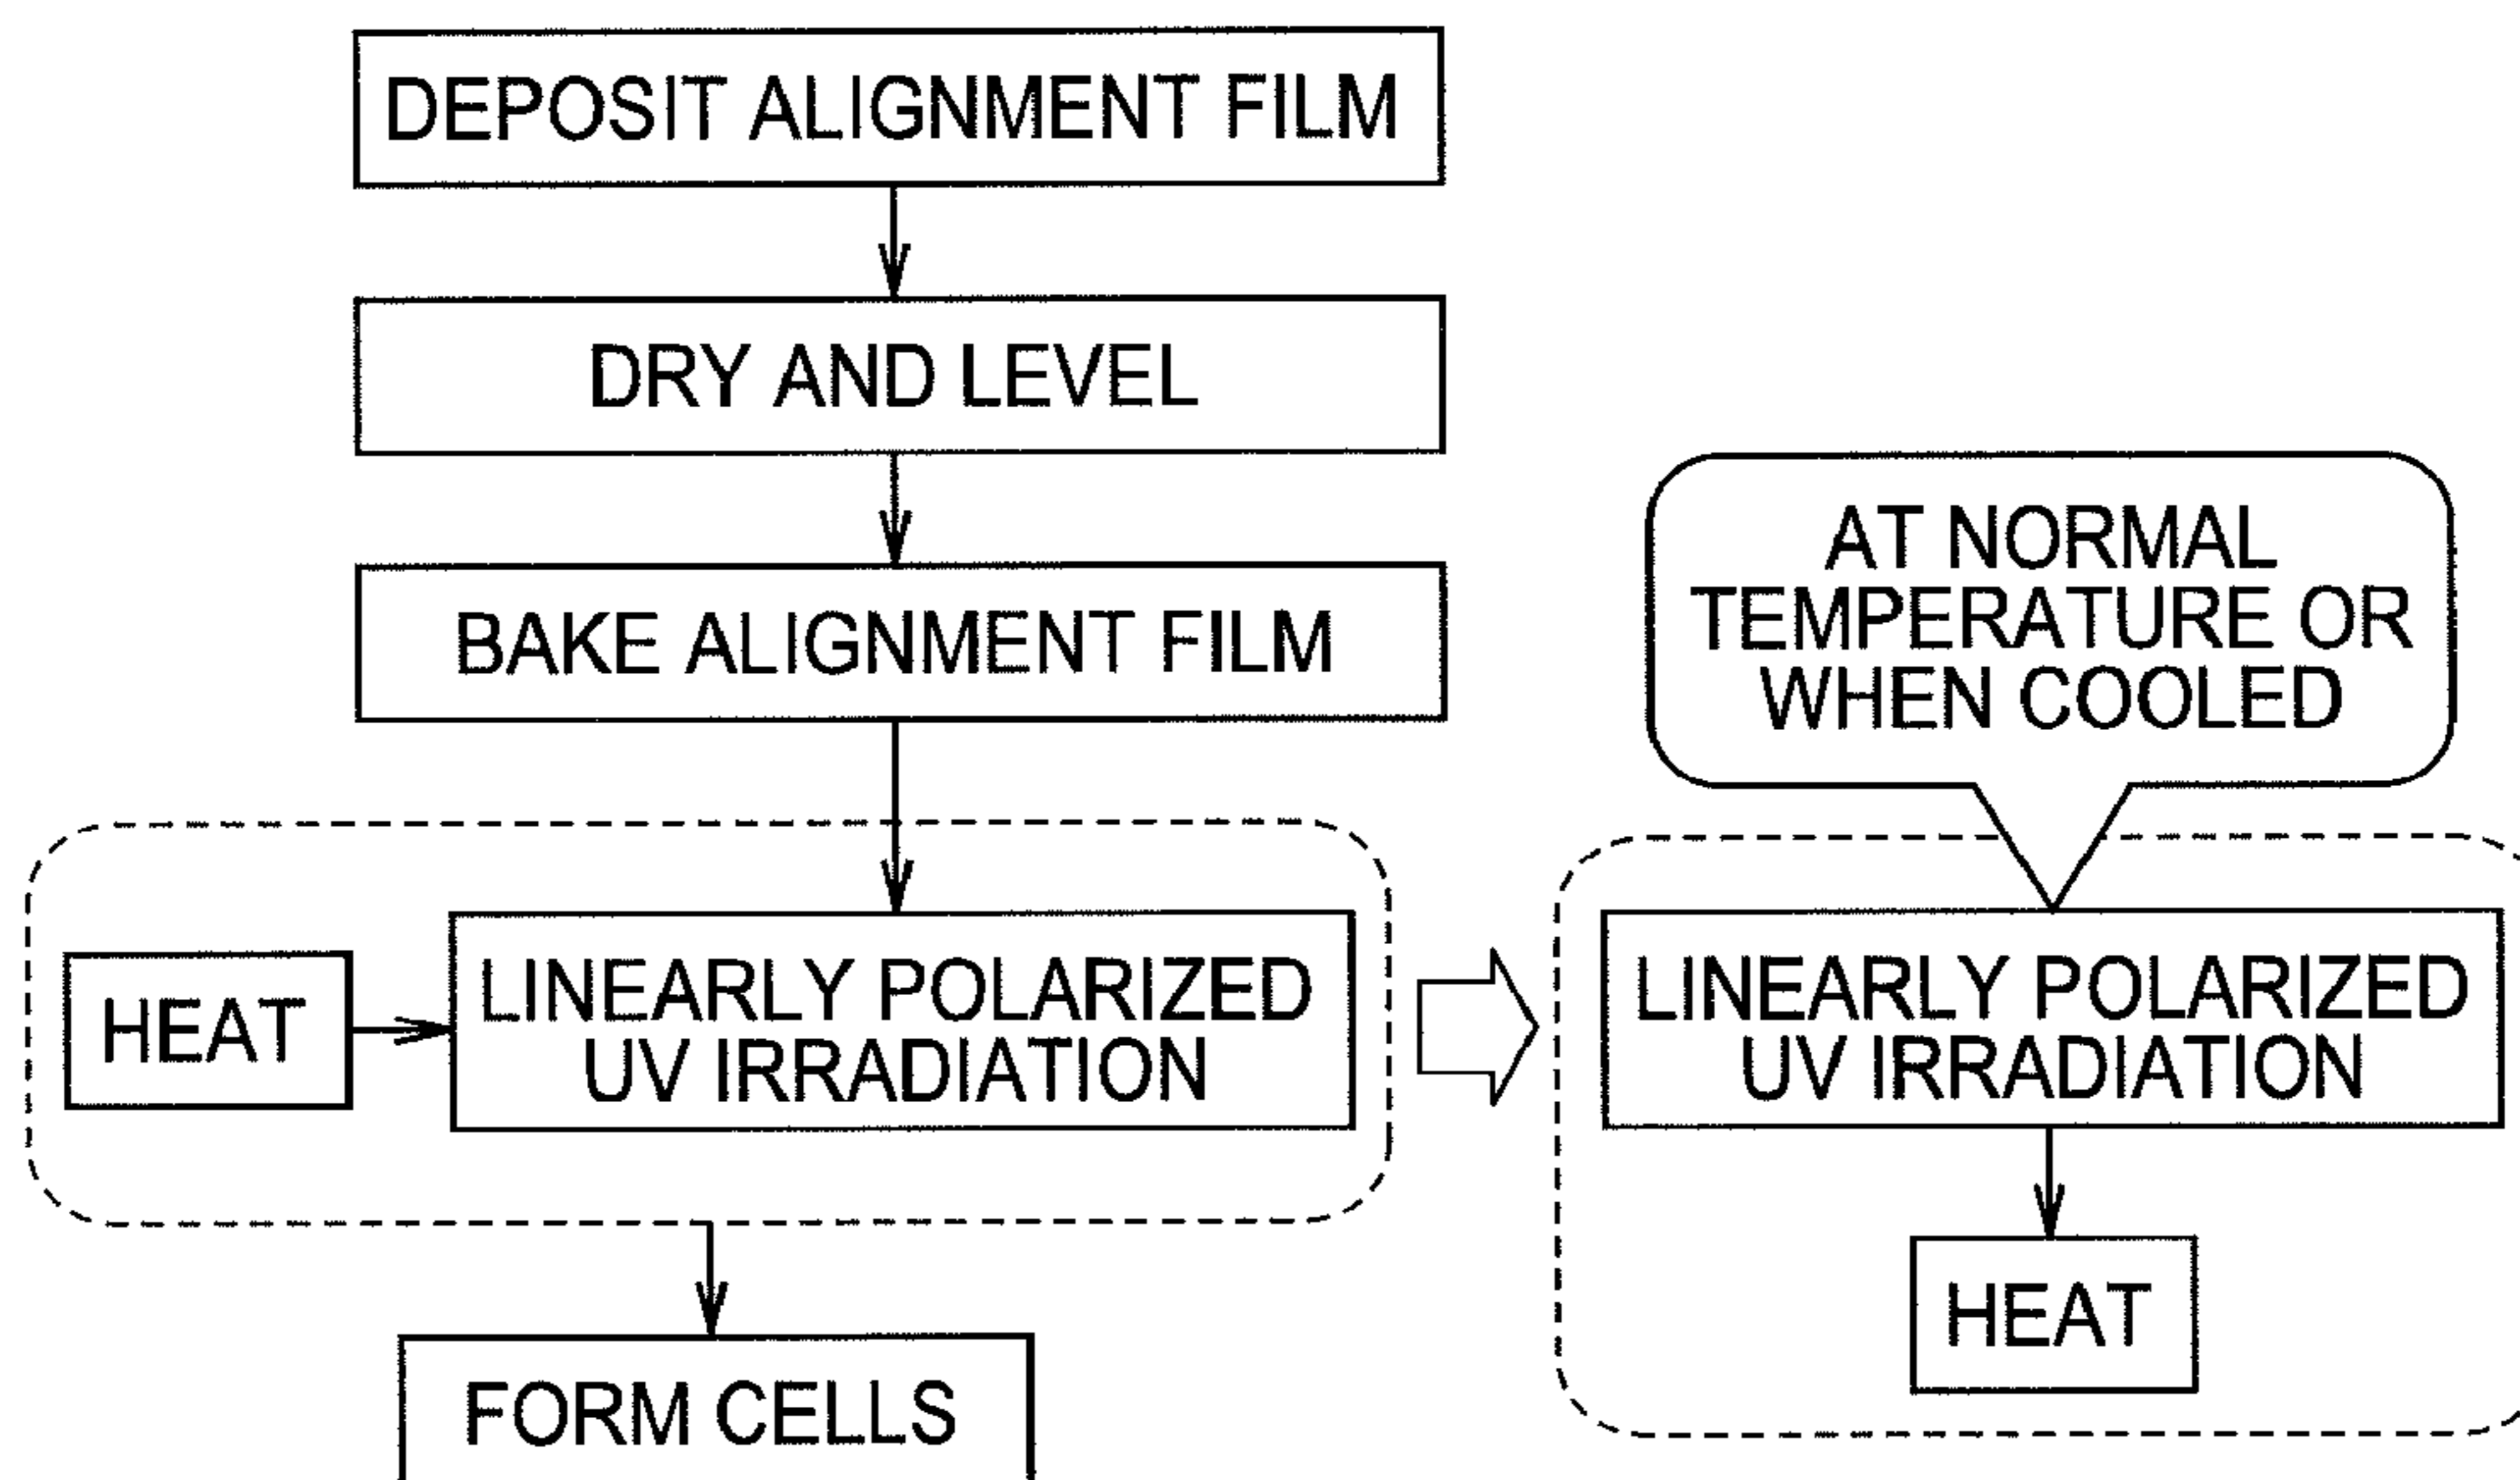 DEPOSIT ALIGNMENT FILM
DRY AND LEVEL
BAKE ALIGNMENT FILM
HEAT
LINEARLY POLARIZED
UV IRRADIATION
FORM CELLS
AT NORMAL
TEMPERATURE OR
WHEN COOLED
LINEARLY POLARIZED
UV IRRADIATION
HEAT